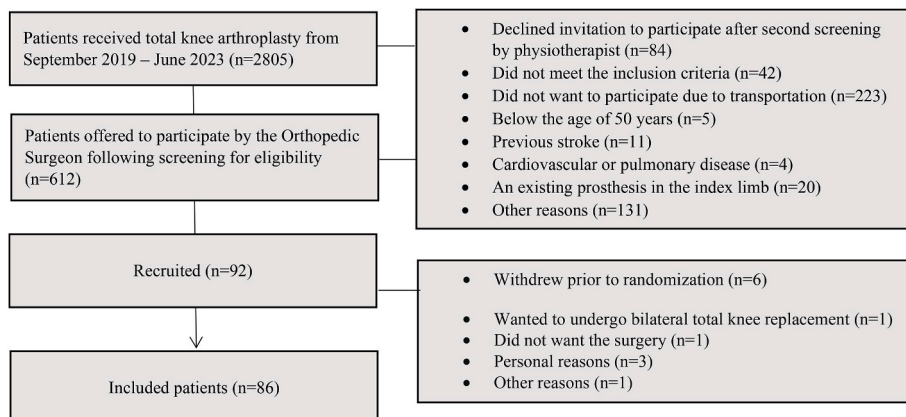 Patients received total knee arthroplasty from
September 2019 – June 2023 (n=2805)
• Declined invitation to participate after second screening
by physiotherapist (n=84)
• Did not meet the inclusion criteria (n=42)
• Did not want to participate due to transportation (n=223)
• Below the age of 50 years (n=5)
• Previous stroke (n=11)
• Cardiovascular or pulmonary disease (n=4)
• An existing prosthesis in the index limb (n=20)
• Other reasons (n=131)
Patients offered to participate by the Orthopedic
Surgeon following screening for eligibility
(n=612)
Recruited (n=92)
• Withdrew prior to randomization (n=6)
• Wanted to undergo bilateral total knee replacement (n=1)
• Did not want the surgery (n=1)
• Personal reasons (n=3)
• Other reasons (n=1)
Included patients (n=86)